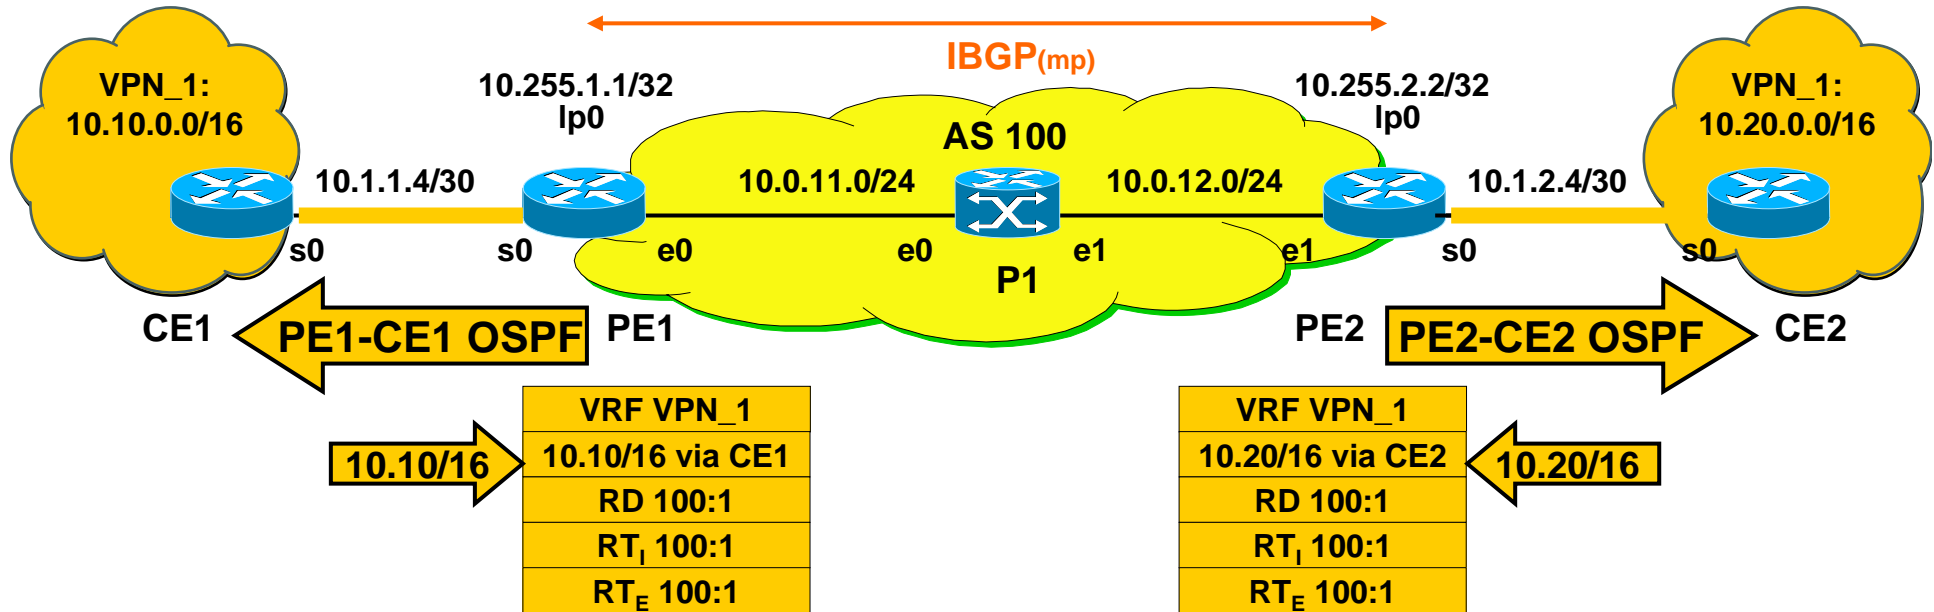 IBGP(mp)
VPN_1:
10.10.0.0/16
10.255.1.1/32
lp0
10.255.2.2/32
lp0
VPN_1:
10.20.0.0/16
AS 100
10.1.1.4/30
10.0.11.0/24
10.0.12.0/24
10.1.2.4/30
s0
s0
e0
e0
e1
e1
s0
s0
P1
CE1
PE1-CE1 OSPF
PE1
PE2
PE2-CE2 OSPF
CE2
10.10/16
VRF VPN_1
10.10/16 via CE1
RD 100:1
RTI 100:1
RTE 100:1
VRF VPN_1
10.20/16 via CE2
RD 100:1
RTI 100:1
RTE 100:1
10.20/16